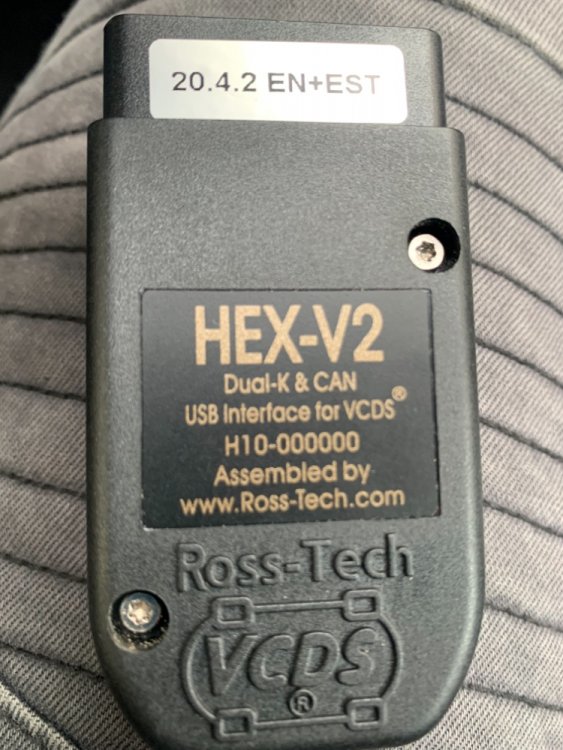 20.4.2 EN+EST
HEX-V2
Dual-K & CAN
USB Interface for VCDS®
H10-000000
Assembled by
www.Ross-Tech.com
Ross-Tech
VCDS
®